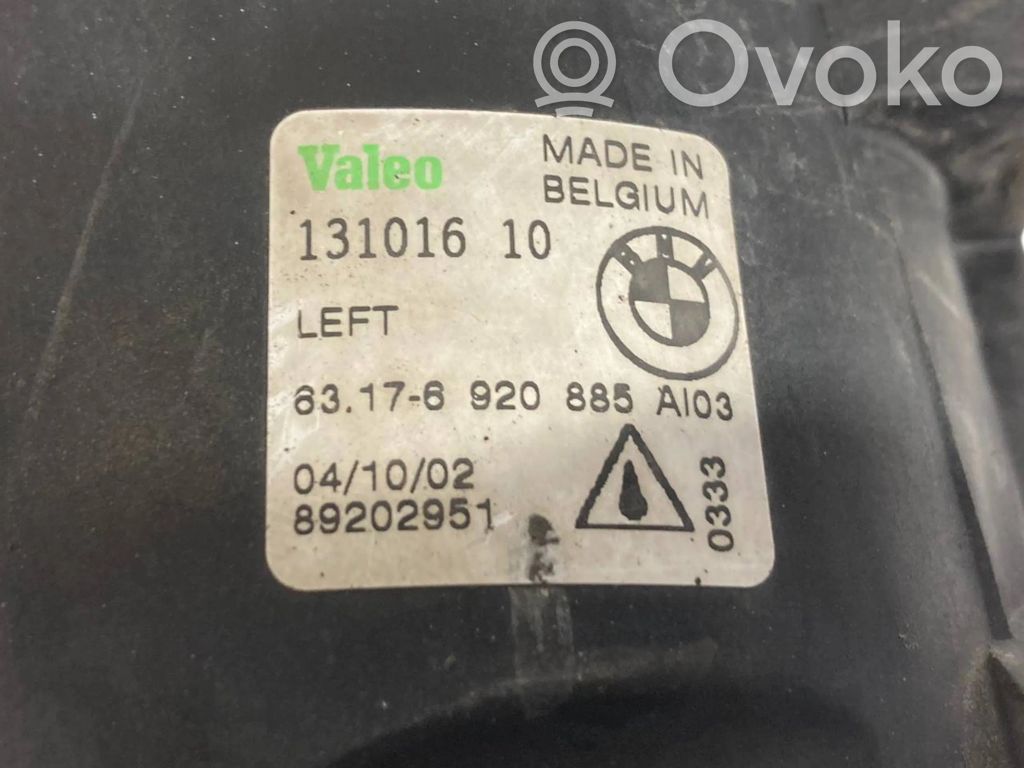 Ovoko
Valeo
MADE IN
BELGIUM
131016 10
BMW
LEFT
63.17-6 920 885 AI03
04/10/02
89202951
0333